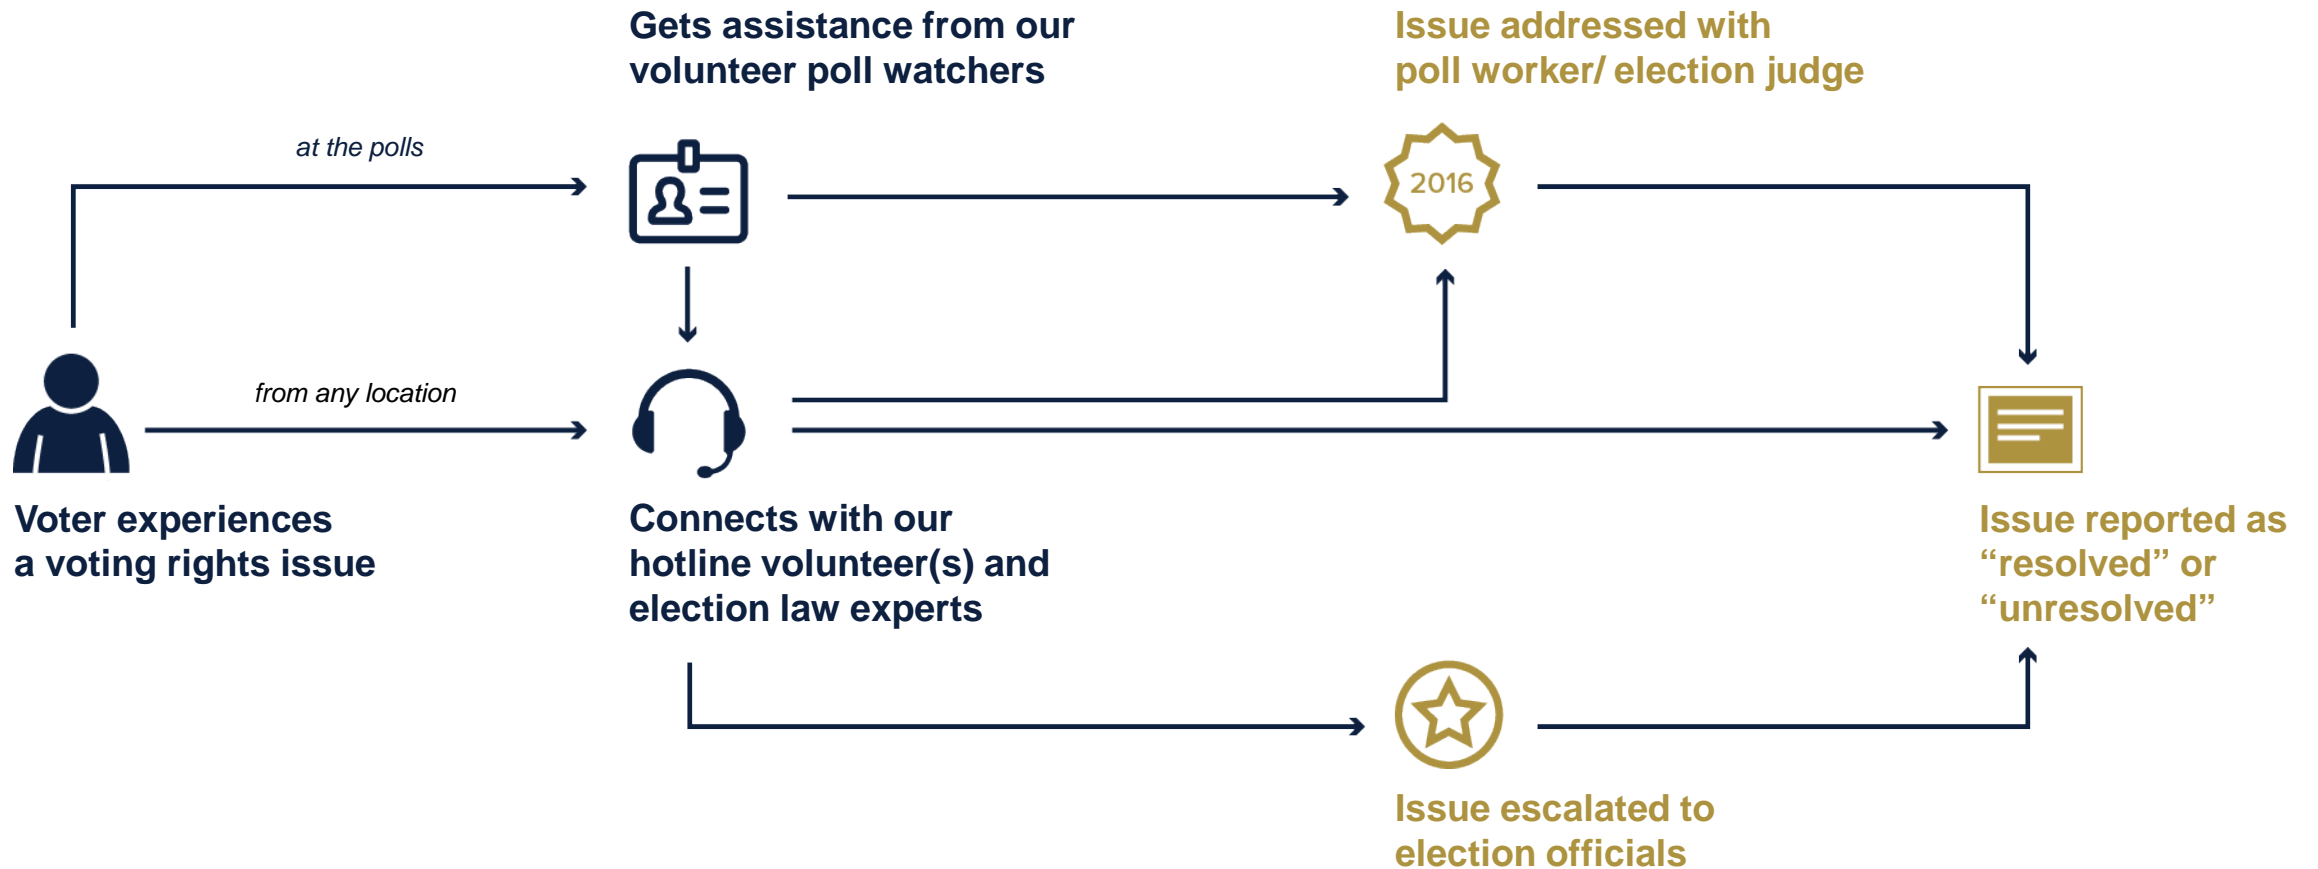 Gets assistance from our
volunteer poll watchers
Issue addressed with
poll worker/ election judge
at the polls
2016
from any location
Voter experiences
a voting rights issue
Connects with our
hotline volunteer(s) and
election law experts
Issue reported as
“resolved” or
“unresolved”
Issue escalated to
election officials